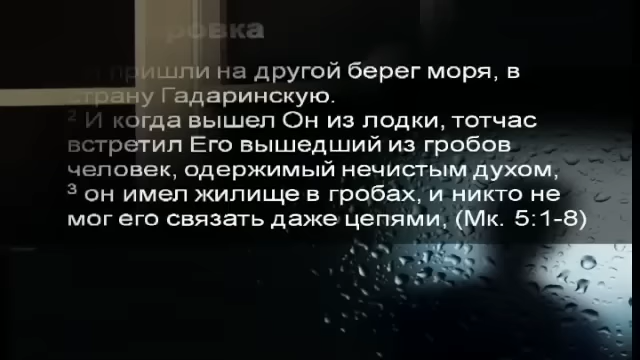 пришли на другой берег моря, в
страну Гадаринскую.
2 И когда вышел Он из лодки, тотчас
встретил Его вышедший из гробов
человек, одержимый нечистым духом,
3 он имел жилище в гробах, и никто не
мог его связать даже цепями, (Мк. 5:1-8)